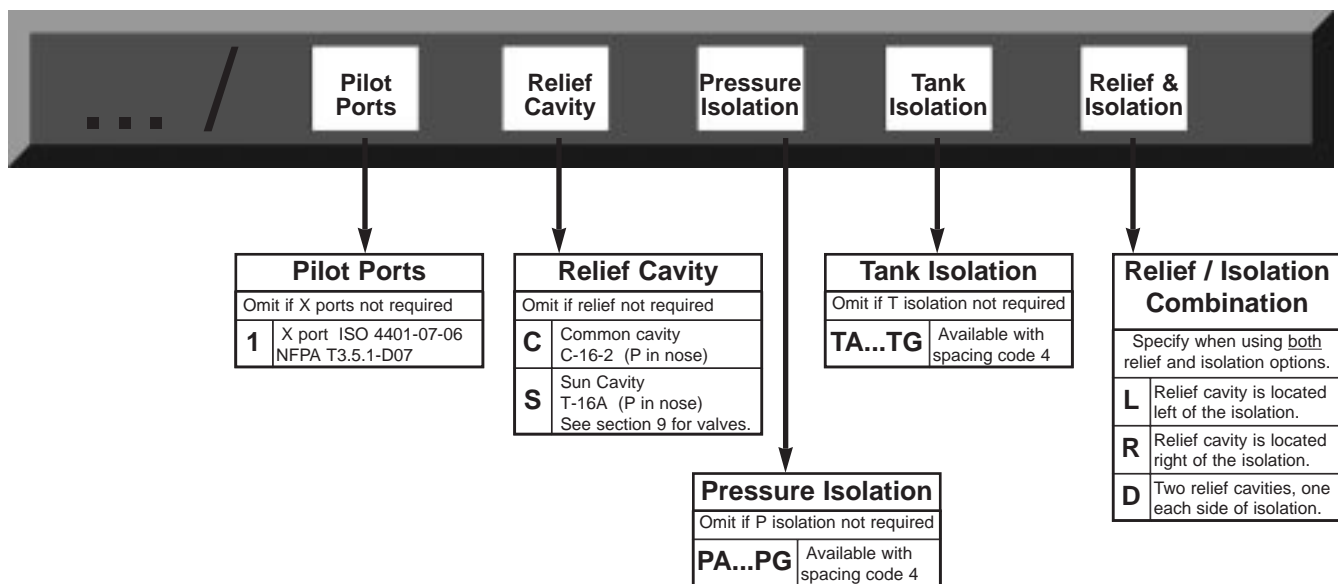 ... /
Pilot
Ports
Relief
Cavity
Pressure
Isolation
Tank
Isolation
Relief &
Isolation
Pilot Ports
Omit if X ports not required
1
X port ISO 4401-07-06
NFPA T3.5.1-D07
Relief Cavity
Omit if relief not required
C
Common cavity
C-16-2 (P in nose)
S
Sun Cavity
T-16A (P in nose)
See section 9 for valves.
Pressure Isolation
Omit if P isolation not required
PA...PG
Available with
spacing code 4
Tank Isolation
Omit if T isolation not required
TA...TG
Available with
spacing code 4
Relief / Isolation
Combination
Specify when using both
relief and isolation options.
L
Relief cavity is located
left of the isolation.
R
Relief cavity is located
right of the isolation.
D
Two relief cavities, one
each side of isolation.